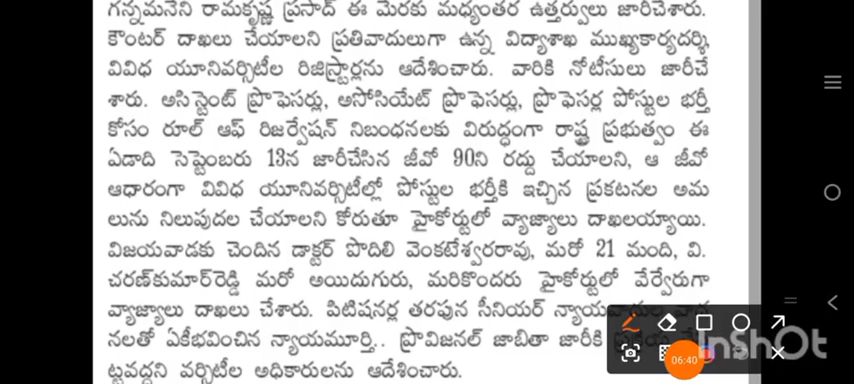 గన్నమనేని రామకృష్ణ ప్రసాద్ ఈ మేరకు మధ్యంతర ఉత్తర్వులు జారీచేశారు.
కౌంటర్ దాఖలు చేయాలని ప్రతివాదులుగా ఉన్న విద్యాశాఖ ముఖ్యకార్యదర్శి,
వివిధ యూనివర్సిటీల రిజిస్ట్రార్లను ఆదేశించారు. వారికి నోటీసులు జారీచే
శారు. అసిస్టెంట్ ప్రొఫెసర్లు, అసోసియేట్ ప్రొఫెసర్లు, ప్రొఫెసర్ల పోస్టుల భర్తీ
కోసం రూల్ ఆఫ్ రిజర్వేషన్ నిబంధనలకు విరుద్ధంగా రాష్ట్ర ప్రభుత్వం ఈ
ఏడాది సెప్టెంబరు 13న జారీచేసిన జీవో 90ని రద్దు చేయాలని, ఆ జీవో
ఆధారంగా వివిధ యూనివర్సిటీల్లో పోస్టుల భర్తీకి ఇచ్చిన ప్రకటనల అమ
లును నిలుపుదల చేయాలని కోరుతూ హైకోర్టులో వ్యాజ్యాలు దాఖలయ్యాయి.
విజయవాడకు చెందిన డాక్టర్ పొదిలి వెంకటేశ్వరరావు, మరో 21 మంది, వి.
చరణ్‌కుమార్‌రెడ్డి మరో అయిదుగురు, మరికొందరు హైకోర్టులో వేర్వేరుగా
వ్యాజ్యాలు దాఖలు చేశారు. పిటిషనర్ల తరఫున సీనియర్
నలతో ఏకీభవించిన న్యాయమూర్తి.. ప్రొవిజనల్ జాబితా జారీకి
ట్టవద్దని వర్సిటీల అధికారులను ఆదేశించారు.
06:40
InShOt